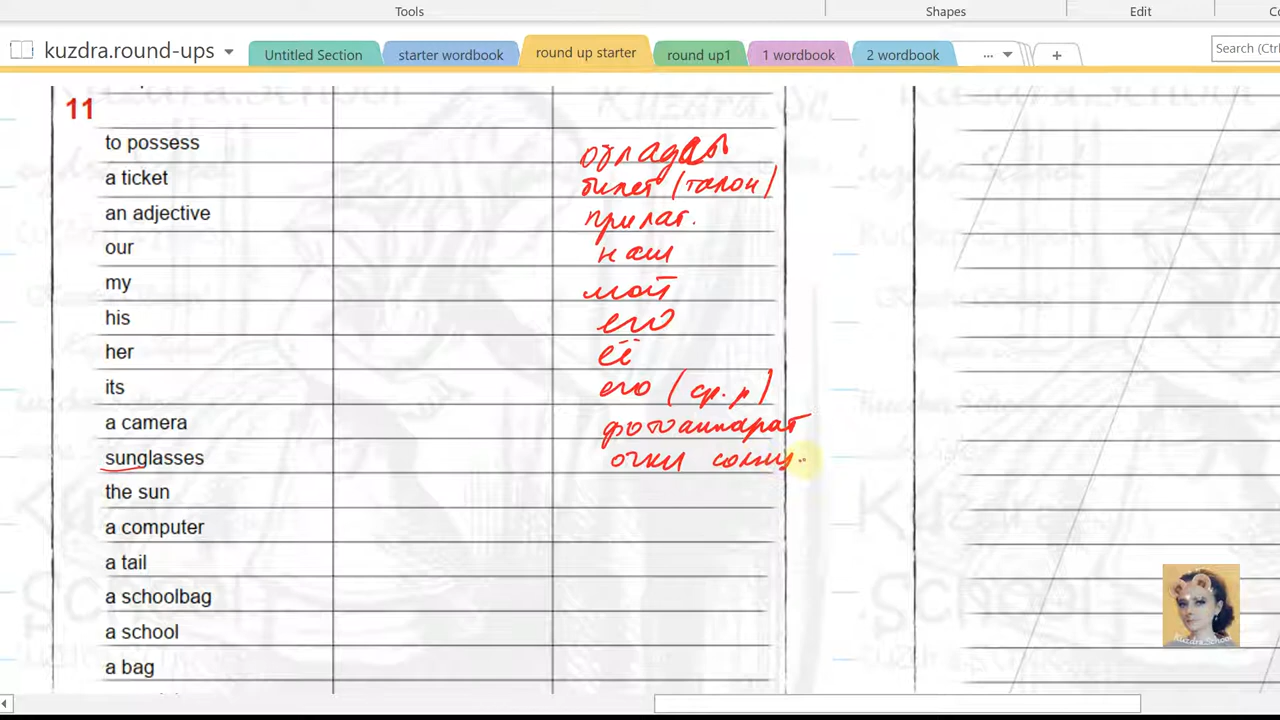 Tools Shapes Edit
kuzdra.round-ups Untitled Section starter wordbook round up starter round up1 1 wordbook 2 wordbook ... + Search (Ctrl
11
to possess
a ticket билет (талон)
an adjective прилаг.
our наш
my мой
his его
her её
its его (ср.р)
a camera фотоаппарат
sunglasses очки солнц.
the sun
a computer
a tail
a schoolbag
a school
a bag
Kuzdra.School